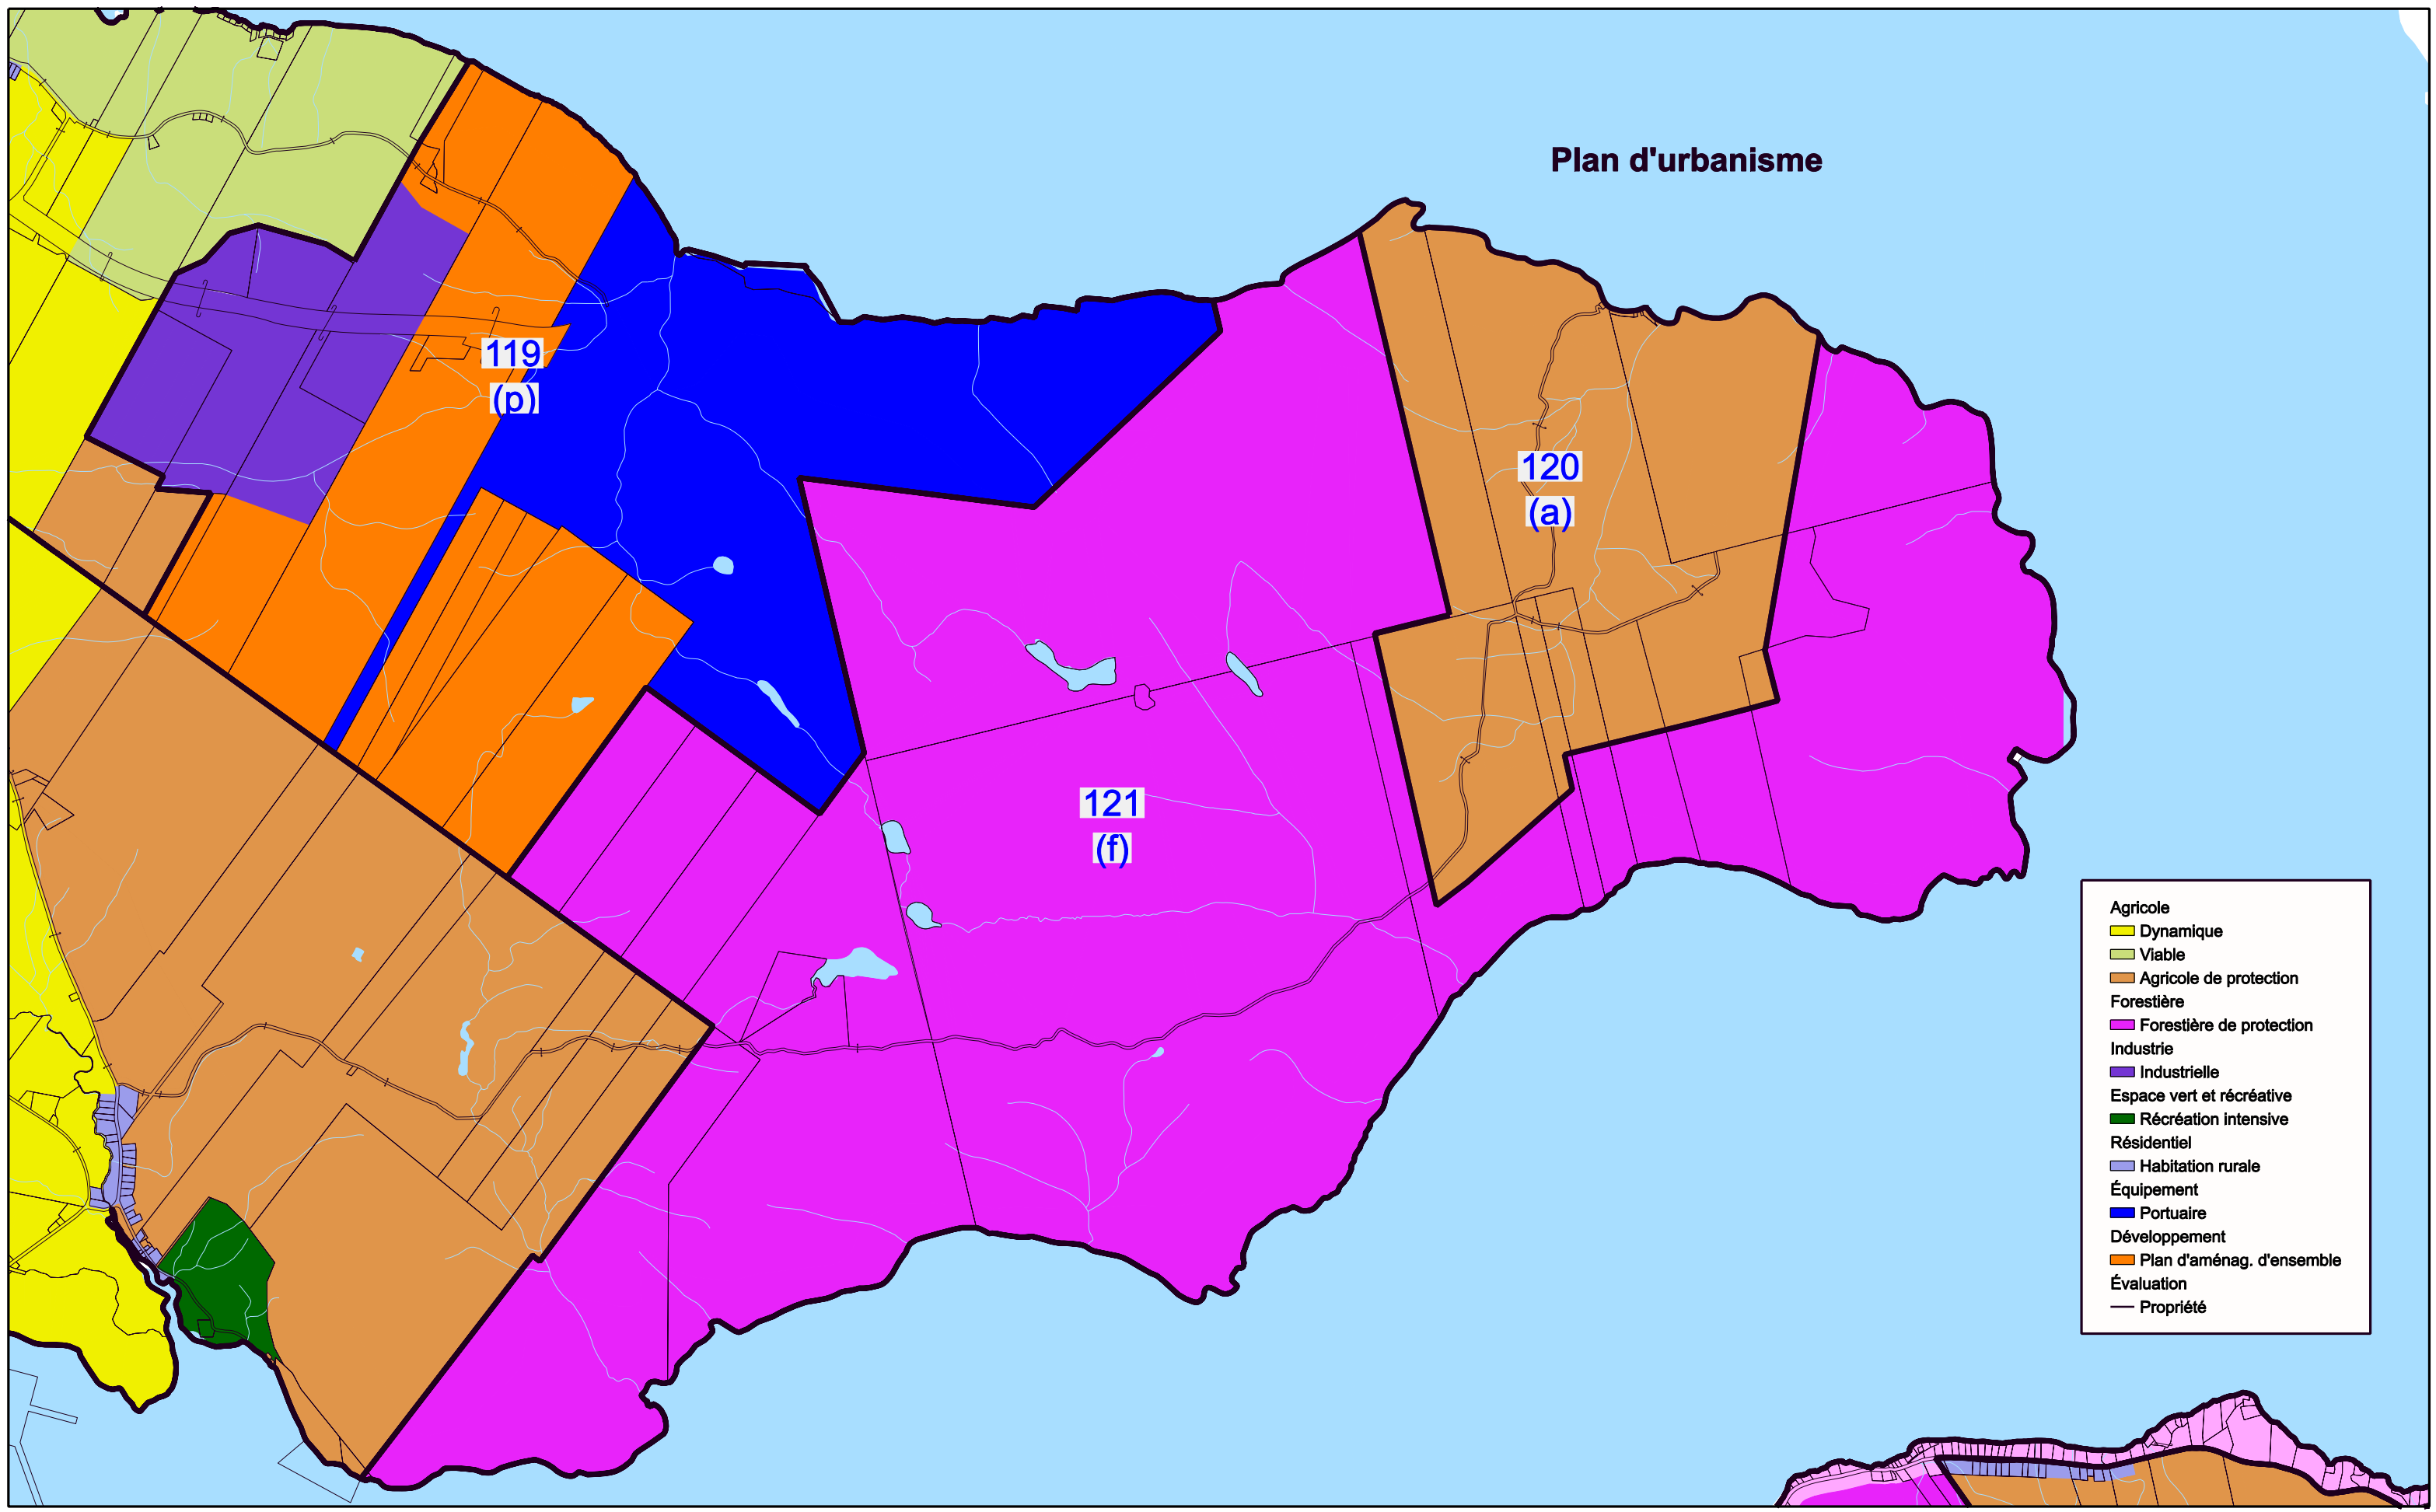 Plan d'urbanisme
119
(p)
120
(a)
121
(f)
Agricole
Dynamique
Viable
Agricole de protection
Forestière
Forestière de protection
Industrie
Industrielle
Espace vert et récréative
Récréation intensive
Résidentiel
Habitation rurale
Équipement
Portuaire
Développement
Plan d'aménag. d'ensemble
Évaluation
Propriété